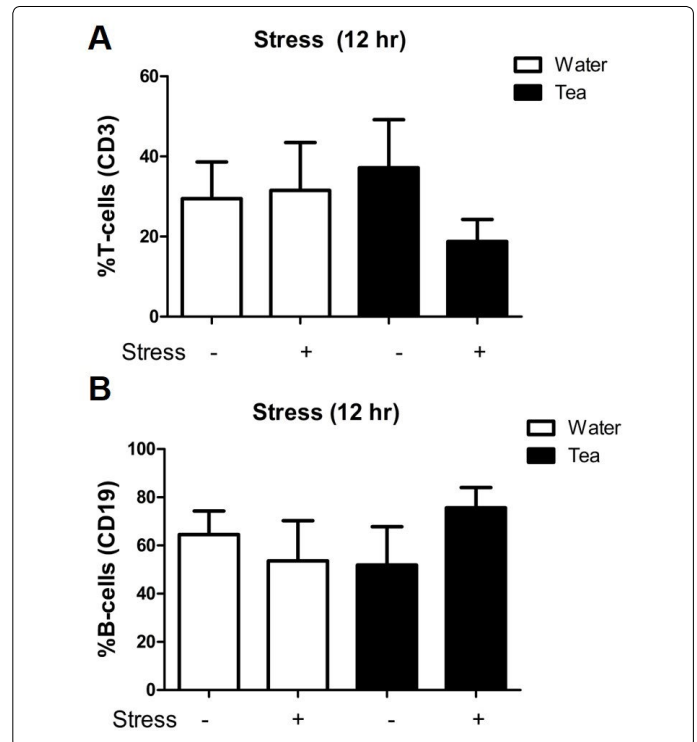 A
Stress (12 hr)
Water
Tea
60
40
20
0
%T-cells (CD3)
Stress - + - +
B
Stress (12 hr)
Water
Tea
100
80
60
40
20
0
%B-cells (CD19)
Stress - + - +